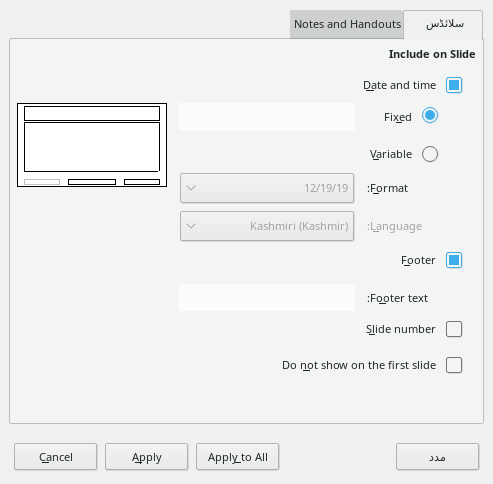 سلائڈس
Notes and Handouts
Include on Slide
Date and time
Fixed
Variable
12/19/19
Format:
Kashmiri (Kashmir)
Language:
Footer
Footer text:
Slide number
Do not show on the first slide
Cancel
Apply
Apply to All
مدد